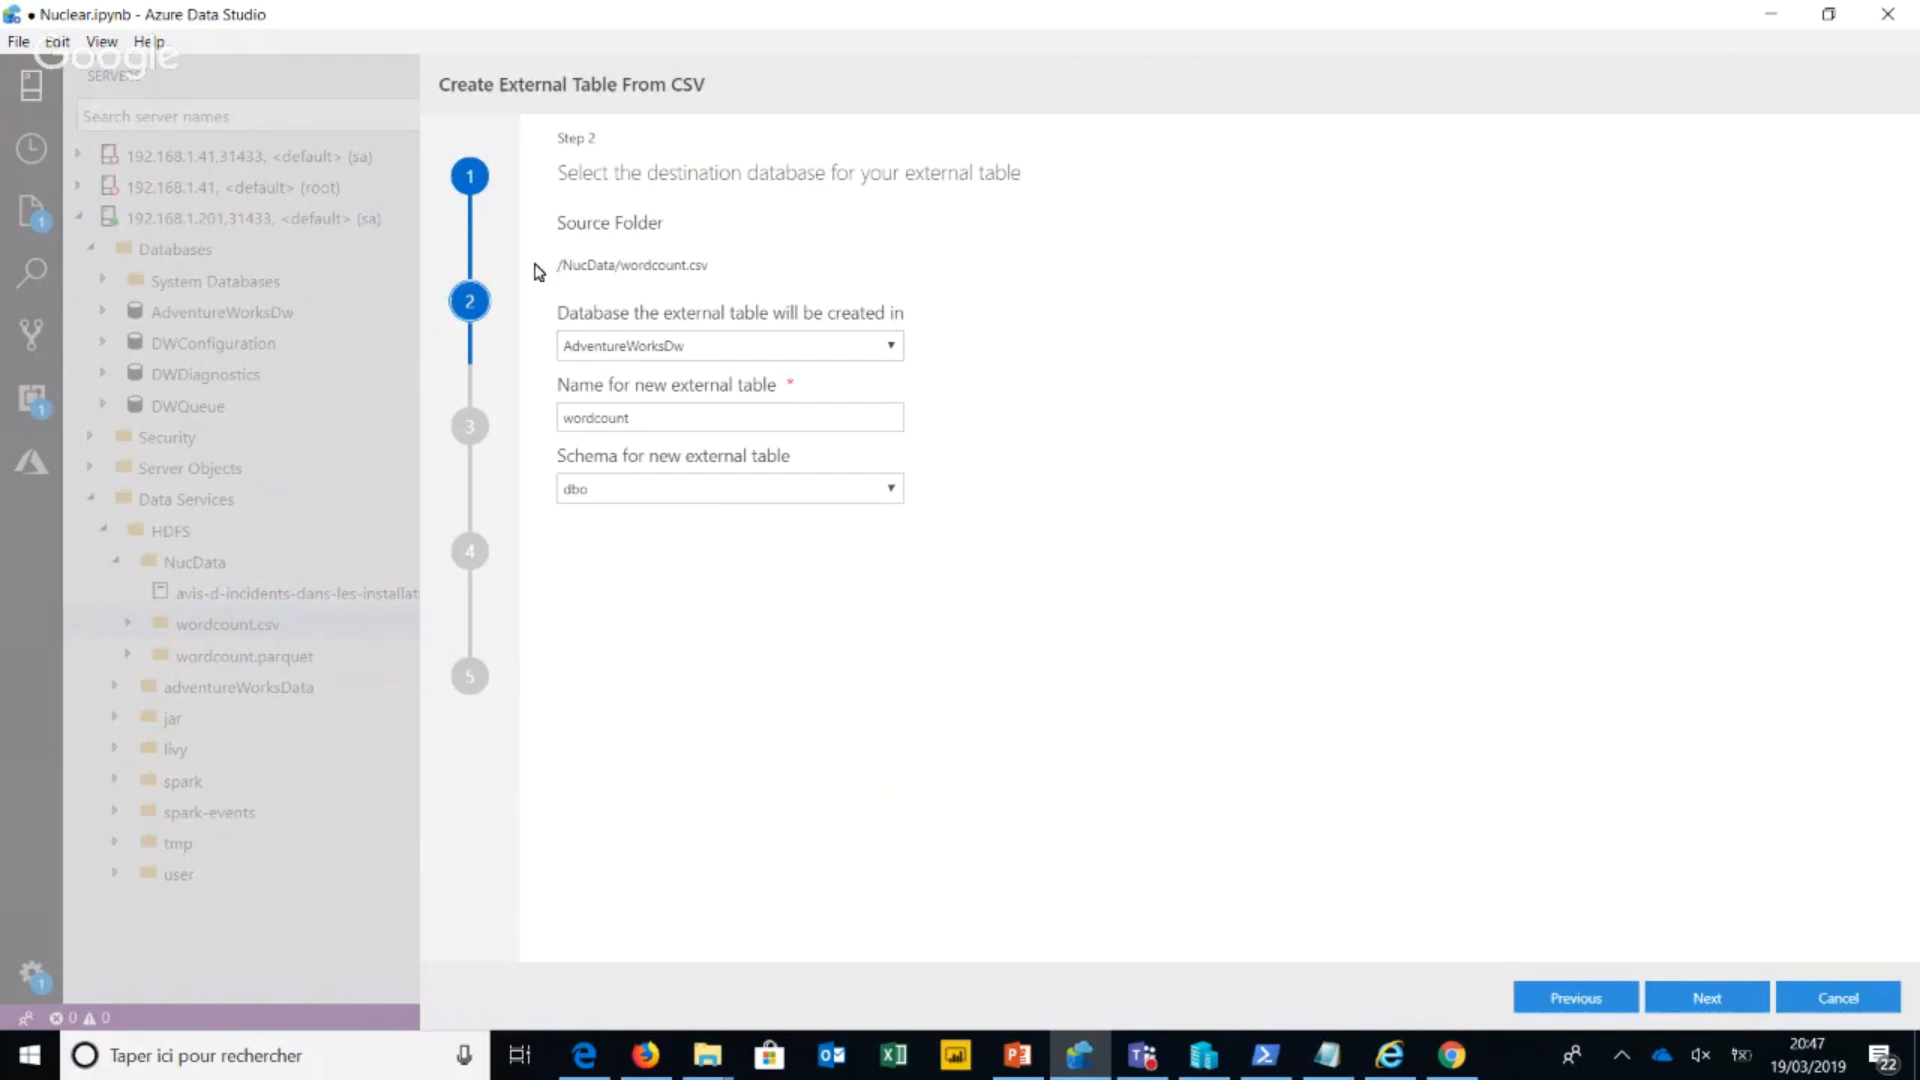 ● Nuclear.ipynb - Azure Data Studio
File Edit View Help
Google
SERVERS
Search server names
192.168.1.41,31433, <default> (sa)
192.168.1.41, <default> (root)
192.168.1.201,31433, <default> (sa)
Databases
System Databases
AdventureWorksDw
DWConfiguration
DWDiagnostics
DWQueue
Security
Server Objects
Data Services
HDFS
NucData
avis-d-incidents-dans-les-installat
wordcount.csv
wordcount.parquet
adventureWorksData
jar
livy
spark
spark-events
tmp
user
1
1
1
0 0
Create External Table From CSV
1
2
3
4
5
Step 2
Select the destination database for your external table
Source Folder
/NucData/wordcount.csv
Database the external table will be created in
AdventureWorksDw
Name for new external table *
wordcount
Schema for new external table
dbo
Previous Next Cancel
Taper ici pour rechercher
20:47
19/03/2019
22